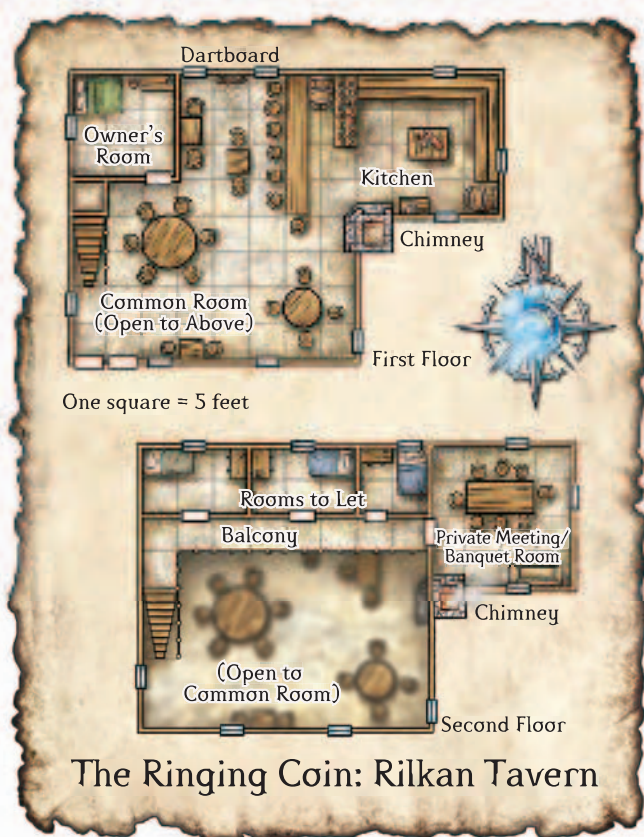 Dartboard
Owner's
Room
Kitchen
Chimney
Common Room
(Open to Above)
First Floor
N
One square = 5 feet
Rooms to Let
Balcony
Private Meeting/
Banquet Room
Chimney
(Open to
Common Room)
Second Floor
The Ringing Coin: Rilkan Tavern